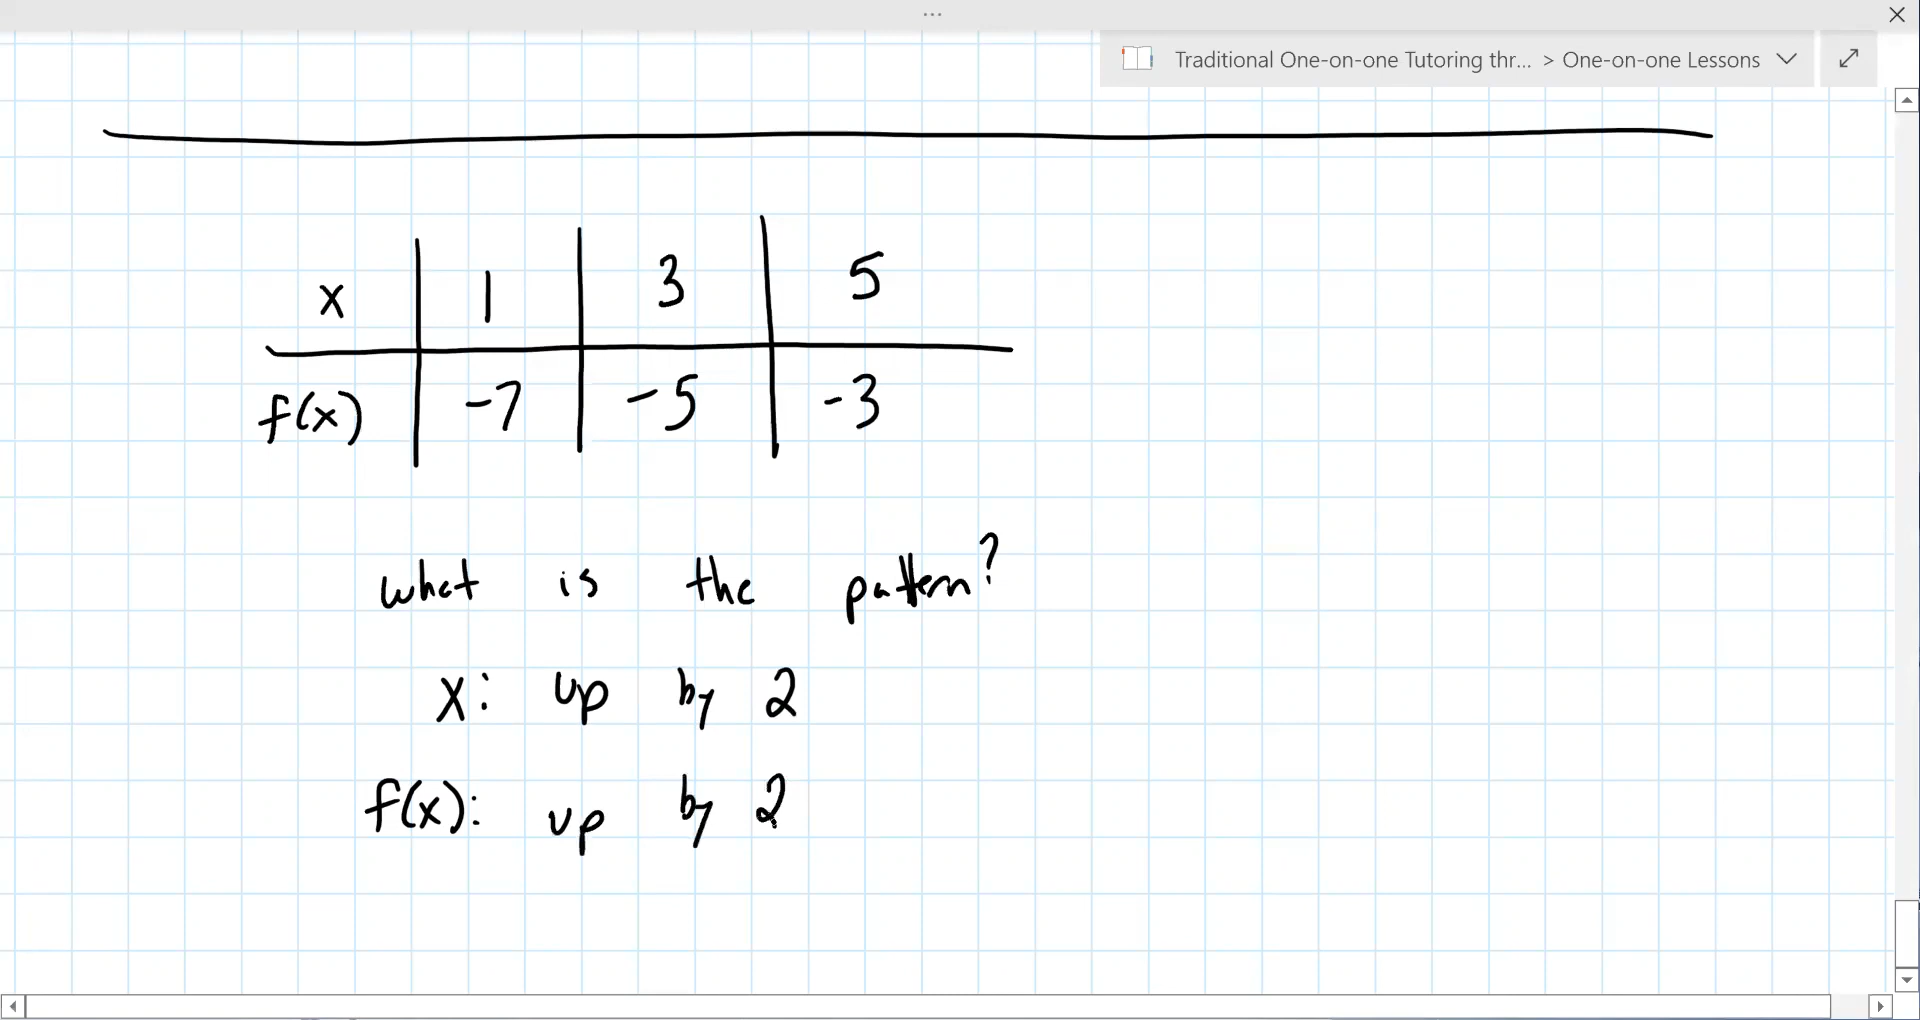 ...
Traditional One-on-one Tutoring thr... > One-on-one Lessons
x 1 3 5
f(x) -7 -5 -3
what is the pattern?
x: up by 2
f(x): up by 2